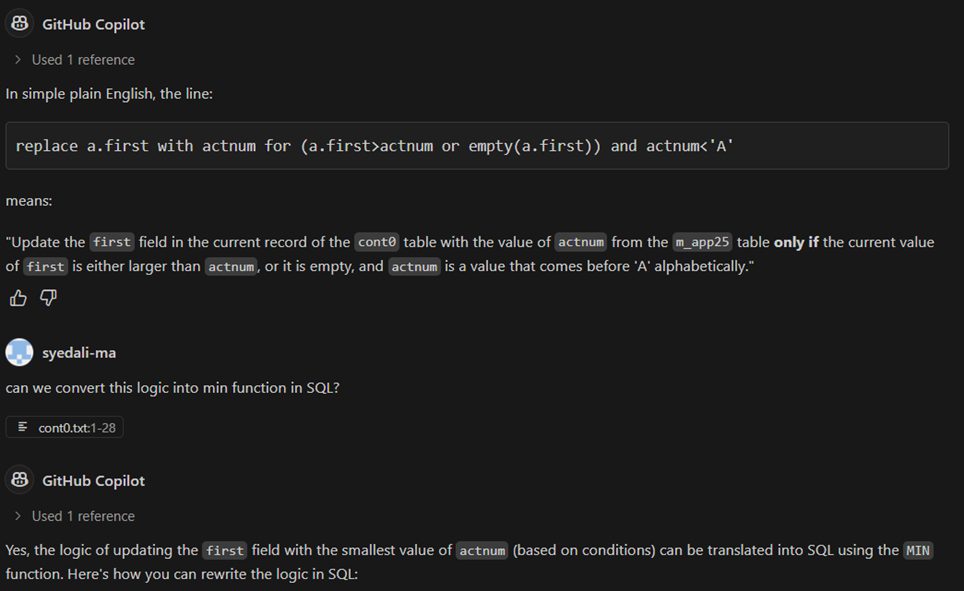 GitHub Copilot
Used 1 reference
In simple plain English, the line:
replace a.first with actnum for (a.first>actnum or empty(a.first)) and actnum<'A'
means:
"Update the first field in the current record of the cont0 table with the value of actnum from the m_app25 table only if the current value
of first is either larger than actnum, or it is empty, and actnum is a value that comes before 'A' alphabetically."
syedali-ma
can we convert this logic into min function in SQL?
cont0.txt:1-28
GitHub Copilot
Used 1 reference
Yes, the logic of updating the first field with the smallest value of actnum (based on conditions) can be translated into SQL using the MIN
function. Here's how you can rewrite the logic in SQL: